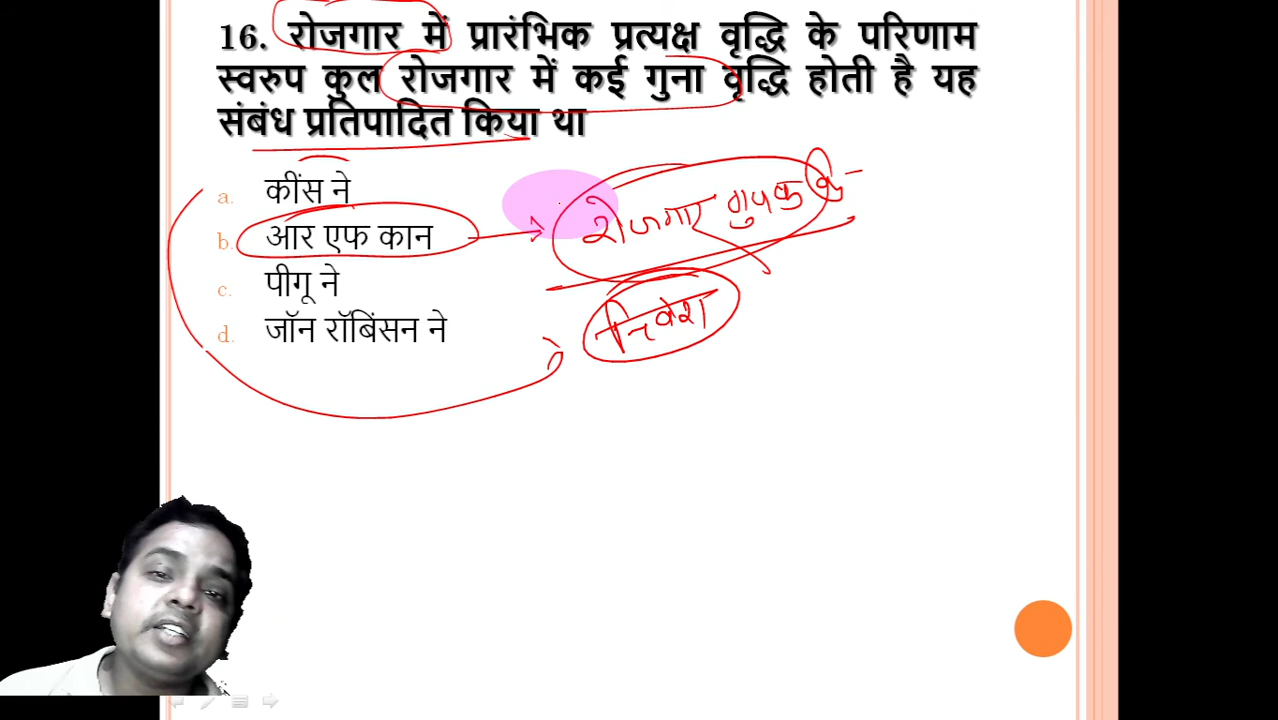 16. रोजगार में प्रारंभिक प्रत्यक्ष वृद्धि के परिणाम
स्वरुप कुल रोजगार में कई गुना वृद्धि होती है यह
संबंध प्रतिपादित किया था
a. कींस ने
b. आर एफ कान
c. पीगू ने
d. जॉन रॉबिंसन ने
रोजगार गुणक
निवेश